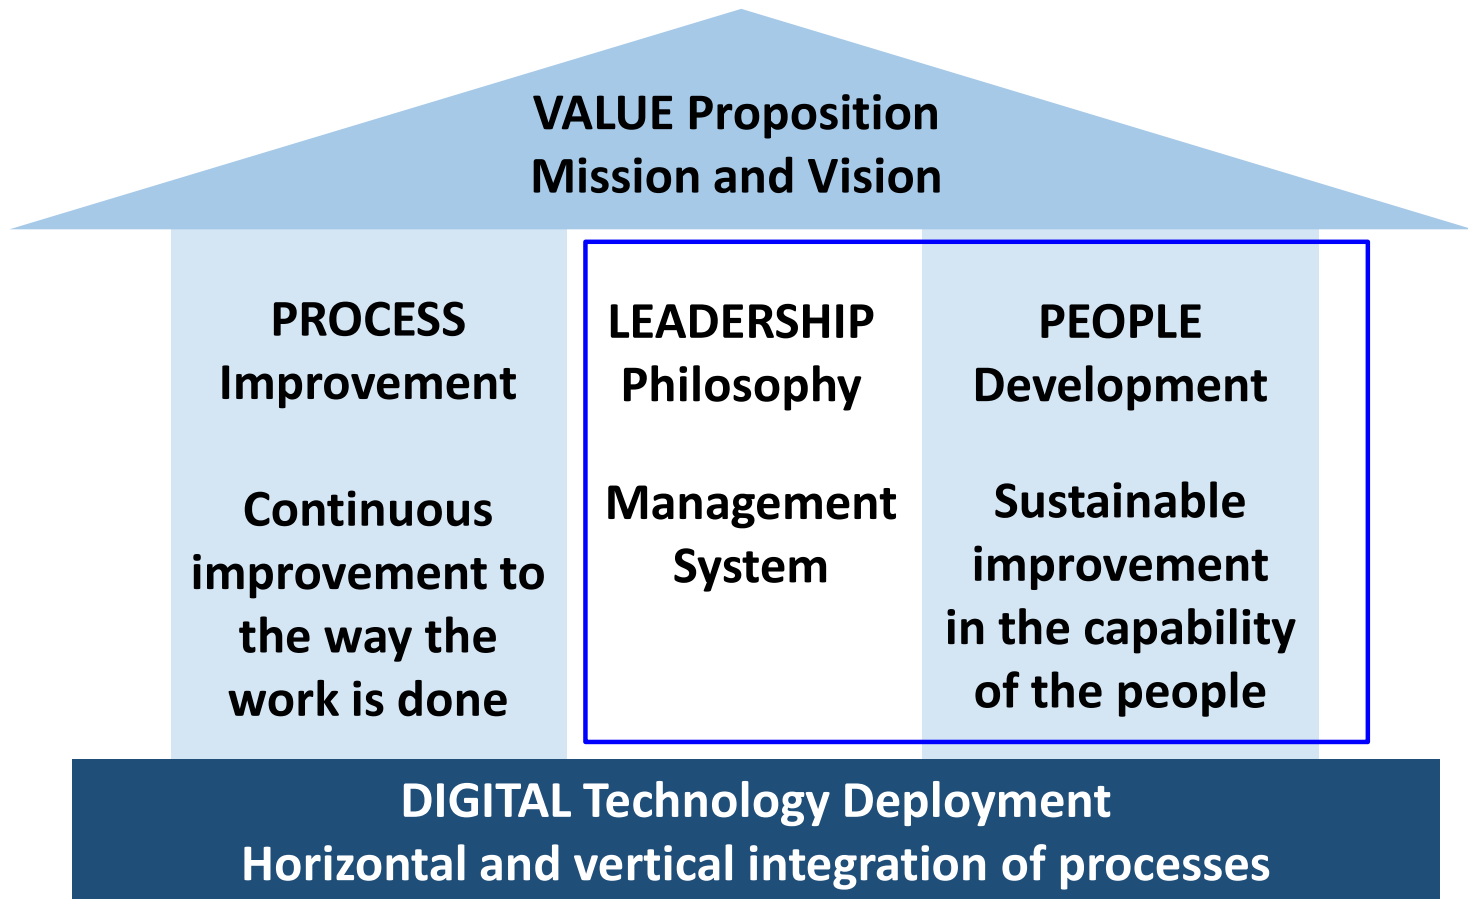 VALUE Proposition
Mission and Vision
PROCESS
Improvement
Continuous
improvement to
the way the
work is done
LEADERSHIP
Philosophy
Management
System
PEOPLE
Development
Sustainable
improvement
in the capability
of the people
DIGITAL Technology Deployment
Horizontal and vertical integration of processes